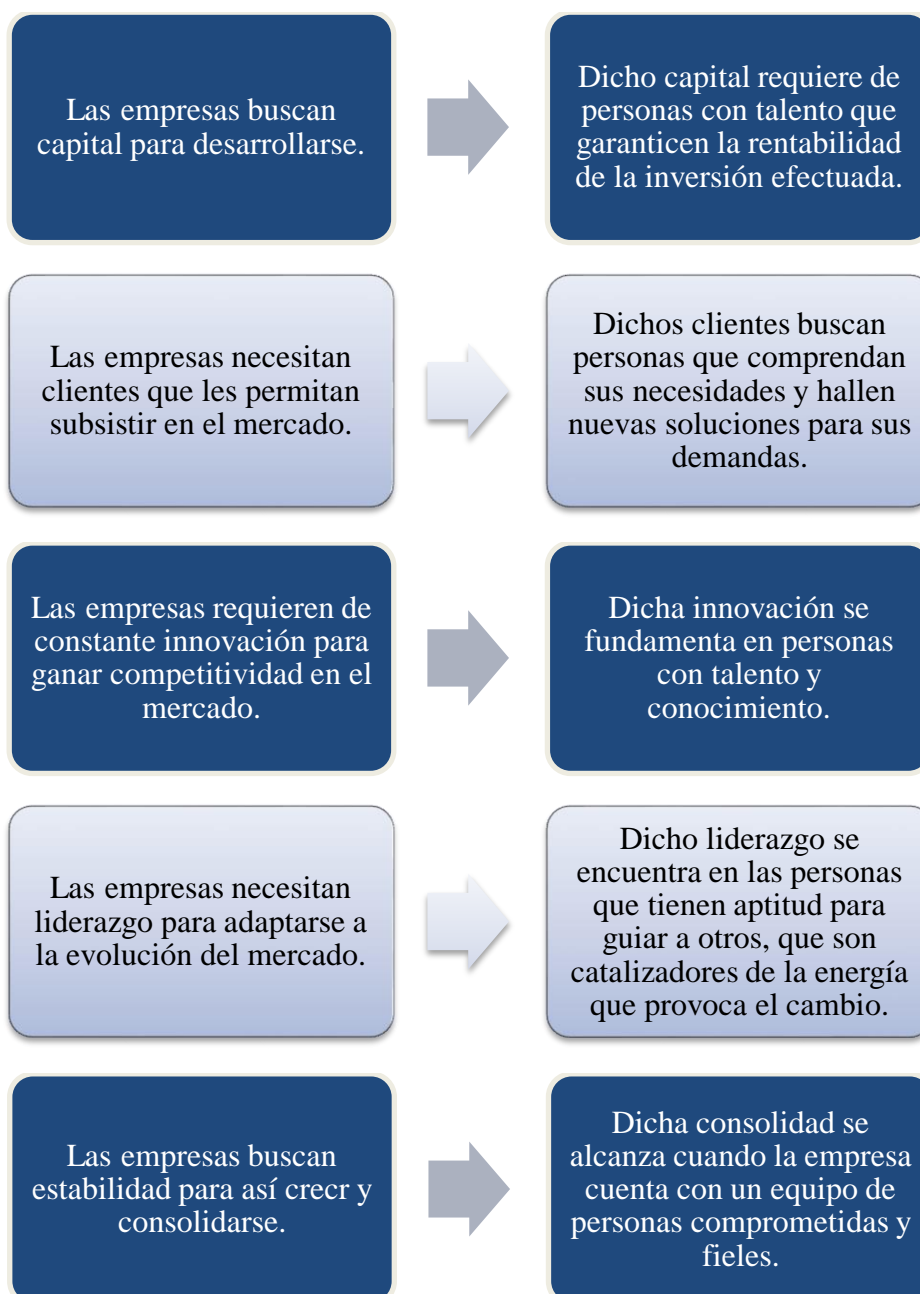 Las empresas buscan
capital para desarrollarse.
Dicho capital requiere de
personas con talento que
garanticen la rentabilidad
de la inversión efectuada.
Las empresas necesitan
clientes que les permitan
subsistir en el mercado.
Dichos clientes buscan
personas que comprendan
sus necesidades y hallen
nuevas soluciones para sus
demandas.
Las empresas requieren de
constante innovación para
ganar competitividad en el
mercado.
Dicha innovación se
fundamenta en personas
con talento y
conocimiento.
Las empresas necesitan
liderazgo para adaptarse a
la evolución del mercado.
Dicho liderazgo se
encuentra en las personas
que tienen aptitud para
guiar a otros, que son
catalizadores de la energía
que provoca el cambio.
Las empresas buscan
estabilidad para así crecr y
consolidarse.
Dicha consolidad se
alcanza cuando la empresa
cuenta con un equipo de
personas comprometidas y
fieles.